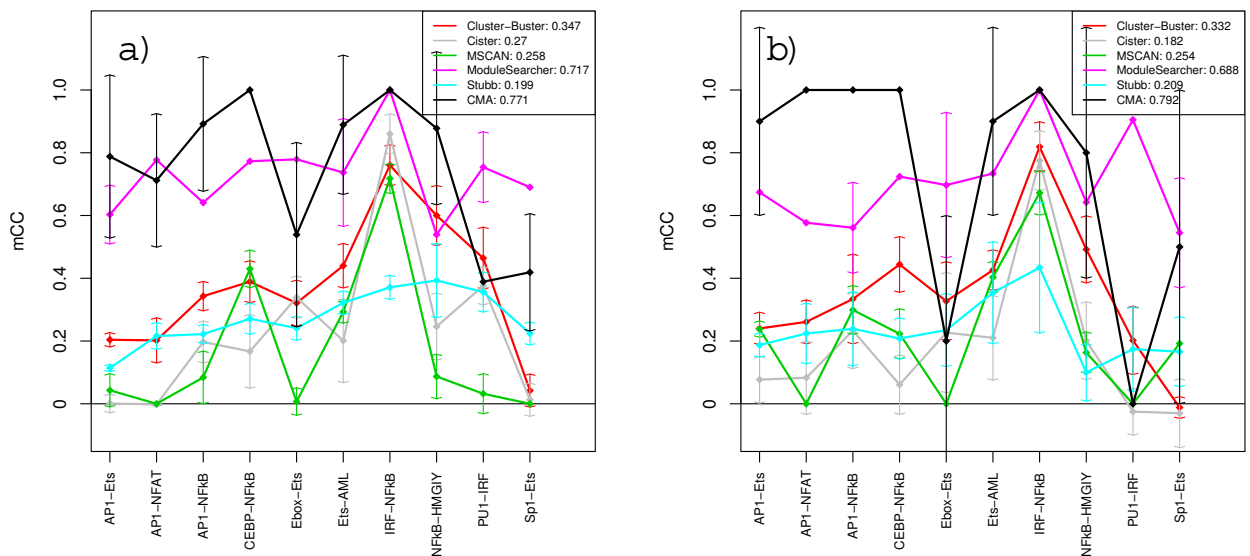 a)
Cluster−Buster: 0.347
Cister: 0.27
MSCAN: 0.258
ModuleSearcher: 0.717
Stubb: 0.199
CMA: 0.771
mCC
1.0
0.8
0.6
0.4
0.2
0
AP1−Ets
AP1−NFAT
AP1−NFkB
CEBP−NFkB
Ebox−Ets
Ets−AML
IRF−NFkB
NFkB−HMGIY
PU1−IRF
Sp1−Ets
b)
Cluster−Buster: 0.332
Cister: 0.182
MSCAN: 0.254
ModuleSearcher: 0.688
Stubb: 0.209
CMA: 0.792
mCC
1.0
0.8
0.6
0.4
0.2
0
AP1−Ets
AP1−NFAT
AP1−NFkB
CEBP−NFkB
Ebox−Ets
Ets−AML
IRF−NFkB
NFkB−HMGIY
PU1−IRF
Sp1−Ets